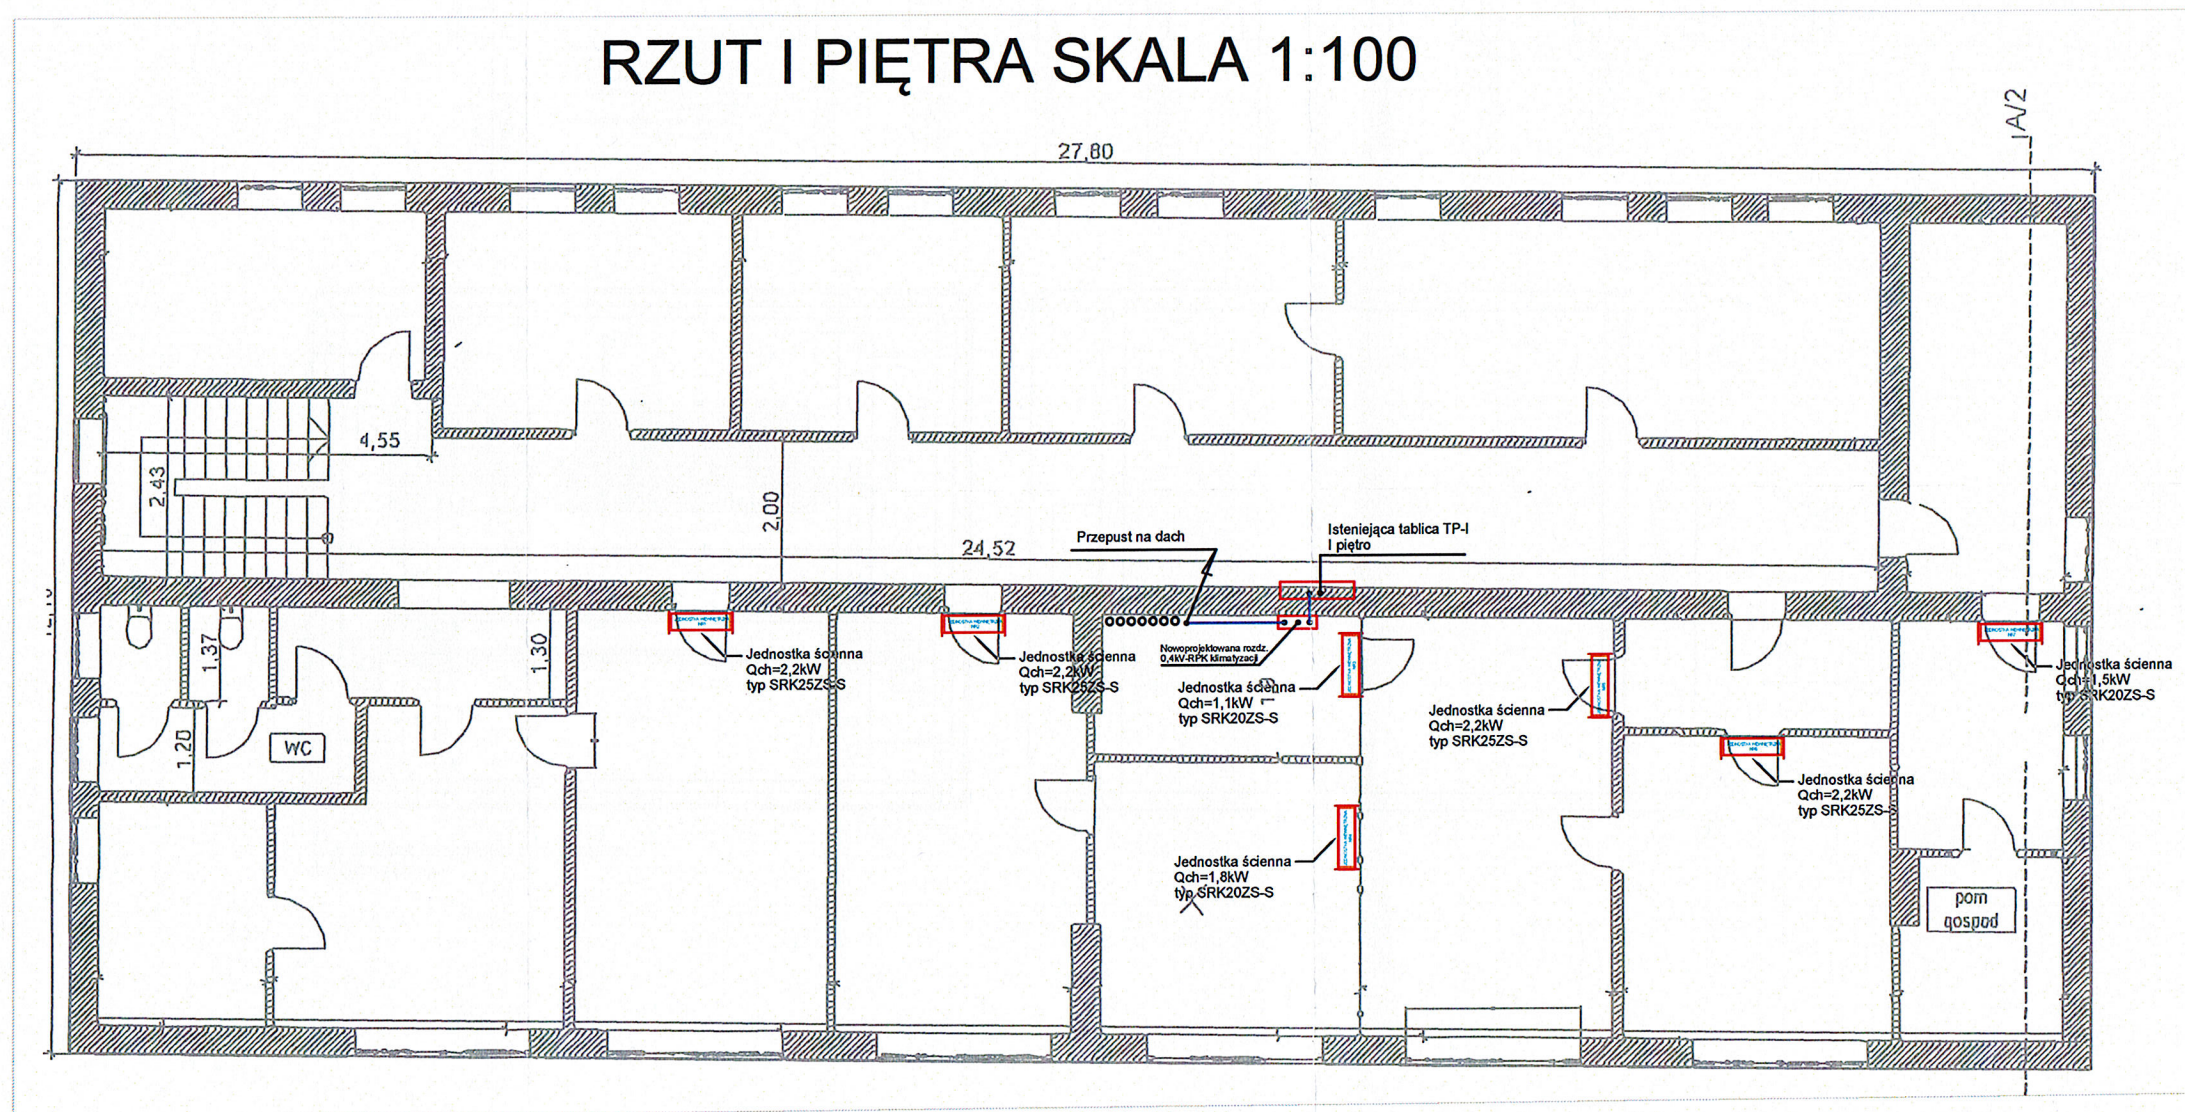 RZUT I PIĘTRA SKALA 1:100
A/2
27,80
4,55
2,43
2,00
24,52
Przepust na dach
Isteniejąca tablica TP-I
I piętro
1,37
1,30
1,20
WC
Jednostka ścienna
Qch=2,2kW
typ SRK25ZS-S
Jednostka ścienna
Qch=2,2kW
typ SRK25ZS-S
Nowoprojektowana rozdz.
0,4kV-RPK klimatyzacji
Jednostka ścienna
Qch=1,1kW
typ SRK20ZS-S
Jednostka ścienna
Qch=2,2kW
typ SRK25ZS-S
Jednostka ścienna
Qch=1,5kW
typ SRK20ZS-S
Jednostka ścienna
Qch=2,2kW
typ SRK25ZS-S
Jednostka ścienna
Qch=1,8kW
typ SRK20ZS-S
pom
gospod